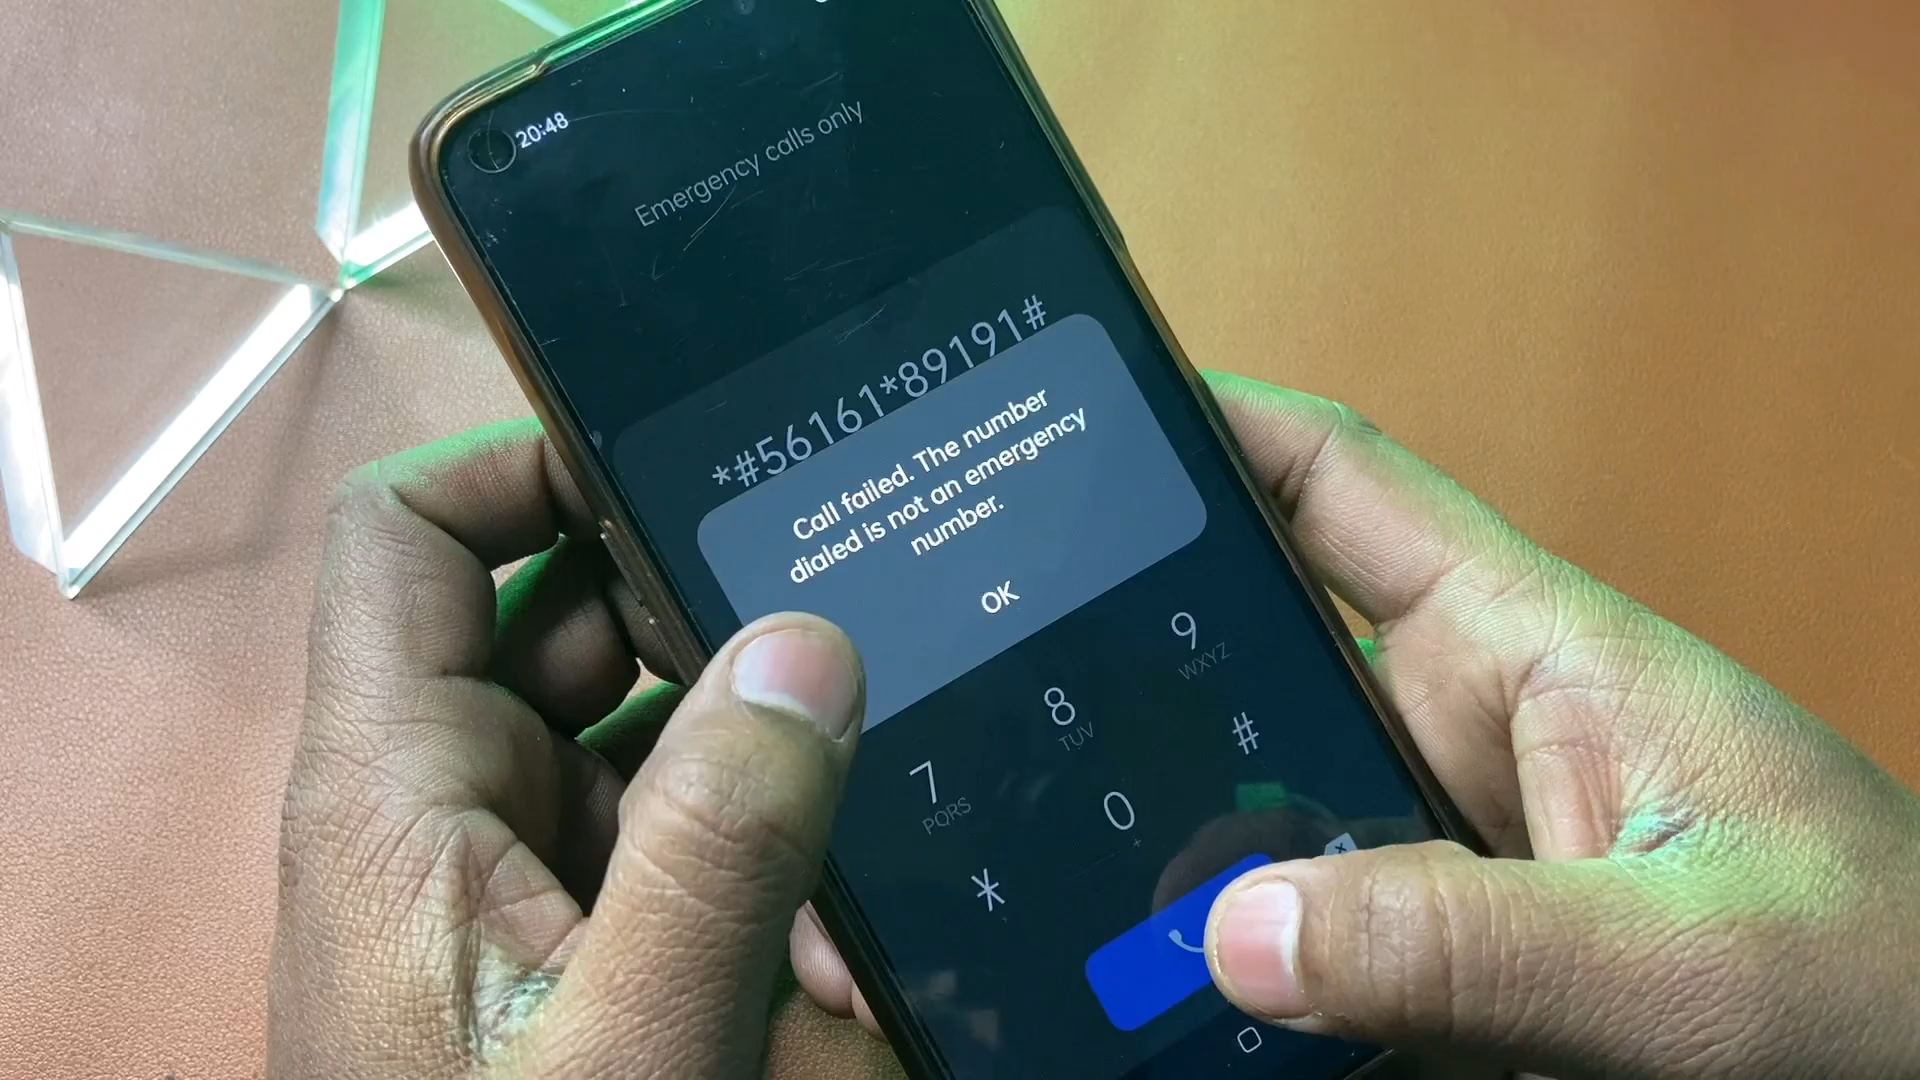 20:48
Emergency calls only
*#56161*89191#
Call failed. The number
dialed is not an emergency
number.
OK
9
WXYZ
8
TUV
7
PQRS
#
0
+
*